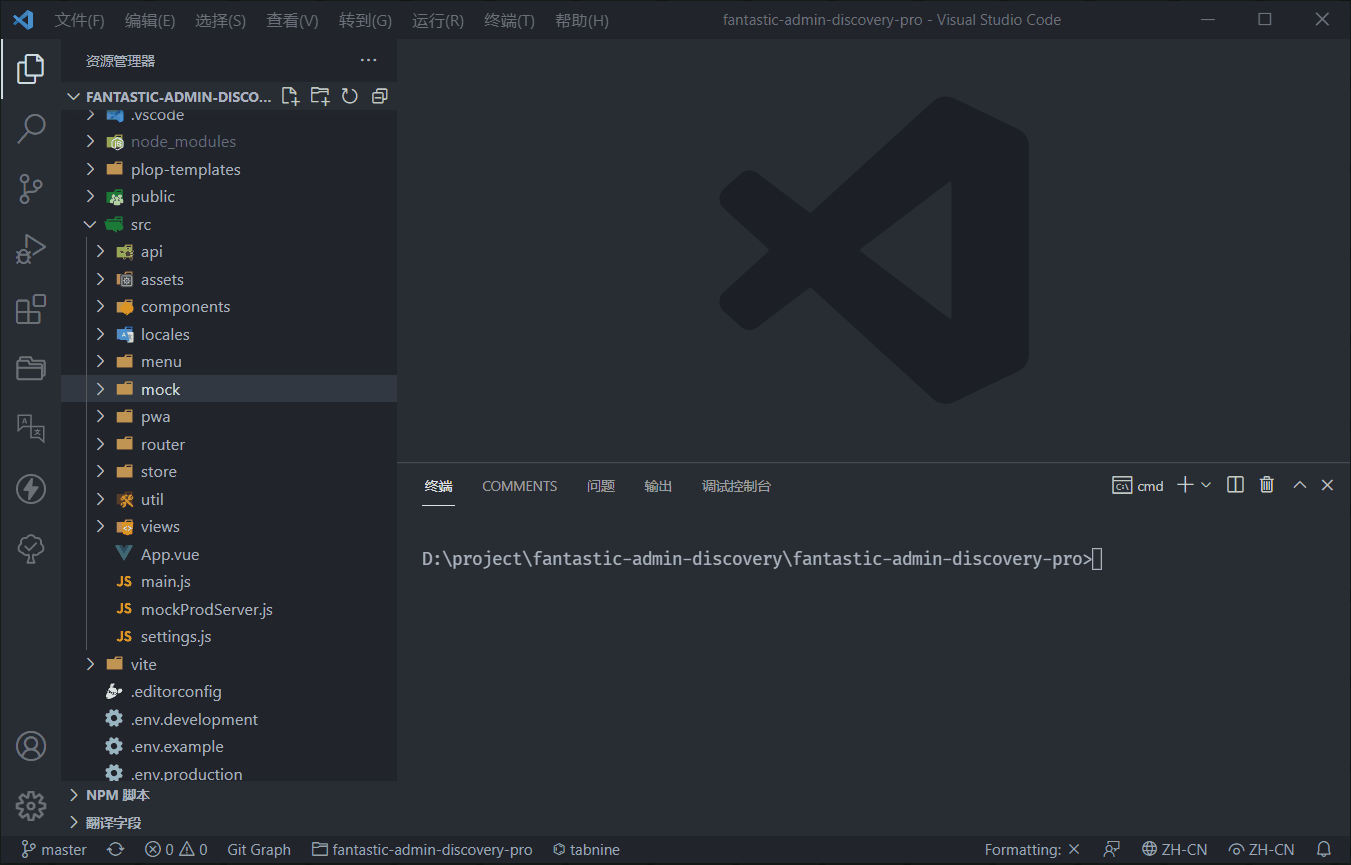 文件(F) 编辑(E) 选择(S) 查看(V) 转到(G) 运行(R) 终端(T) 帮助(H) fantastic-admin-discovery-pro - Visual Studio Code
资源管理器
FANTASTIC-ADMIN-DISCO...
.vscode
node_modules
plop-templates
public
src
api
assets
components
locales
menu
mock
pwa
router
store
util
views
App.vue
JS main.js
JS mockProdServer.js
JS settings.js
vite
.editorconfig
.env.development
.env.example
.env.production
NPM 脚本
翻译字段
终端 COMMENTS 问题 输出 调试控制台 cmd
D:\project\fantastic-admin-discovery\fantastic-admin-discovery-pro>
master 0 0 Git Graph fantastic-admin-discovery-pro tabnine Formatting: ZH-CN ZH-CN